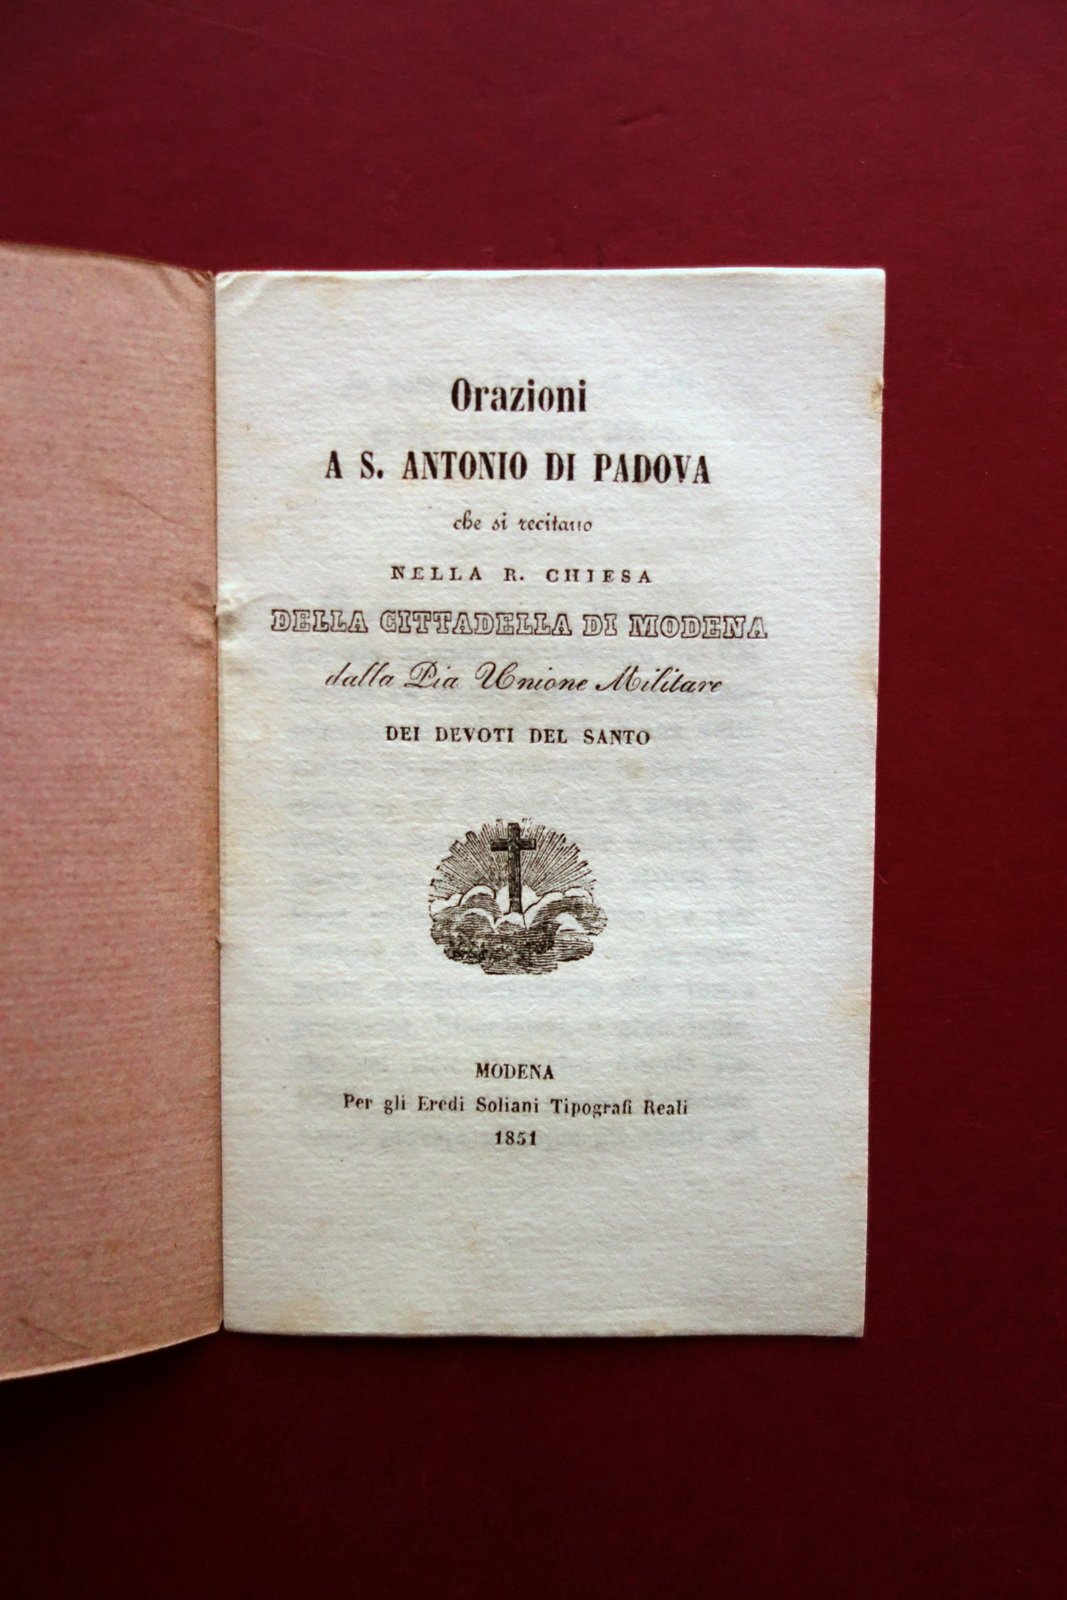 Orazioni
A S. ANTONIO DI PADOVA
che si recitano
NELLA R. CHIESA
DELLA CITTADELLA DI MODENA
dalla Pia Unione Militare
DEI DEVOTI DEL SANTO
MODENA
Per gli Eredi Soliani Tipografi Reali
1851